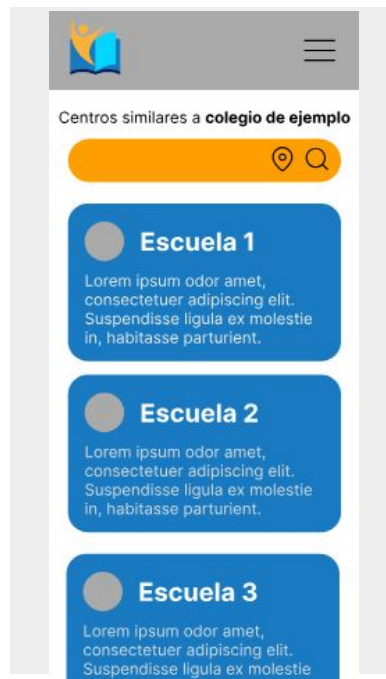 Centros similares a colegio de ejemplo
Escuela 1
Lorem ipsum odor amet,
consectetuer adipiscing elit.
Suspendisse ligula ex molestie
in, habitasse parturient.
Escuela 2
Lorem ipsum odor amet,
consectetuer adipiscing elit.
Suspendisse ligula ex molestie
in, habitasse parturient.
Escuela 3
Lorem ipsum odor amet,
consectetuer adipiscing elit.
Suspendisse ligula ex molestie